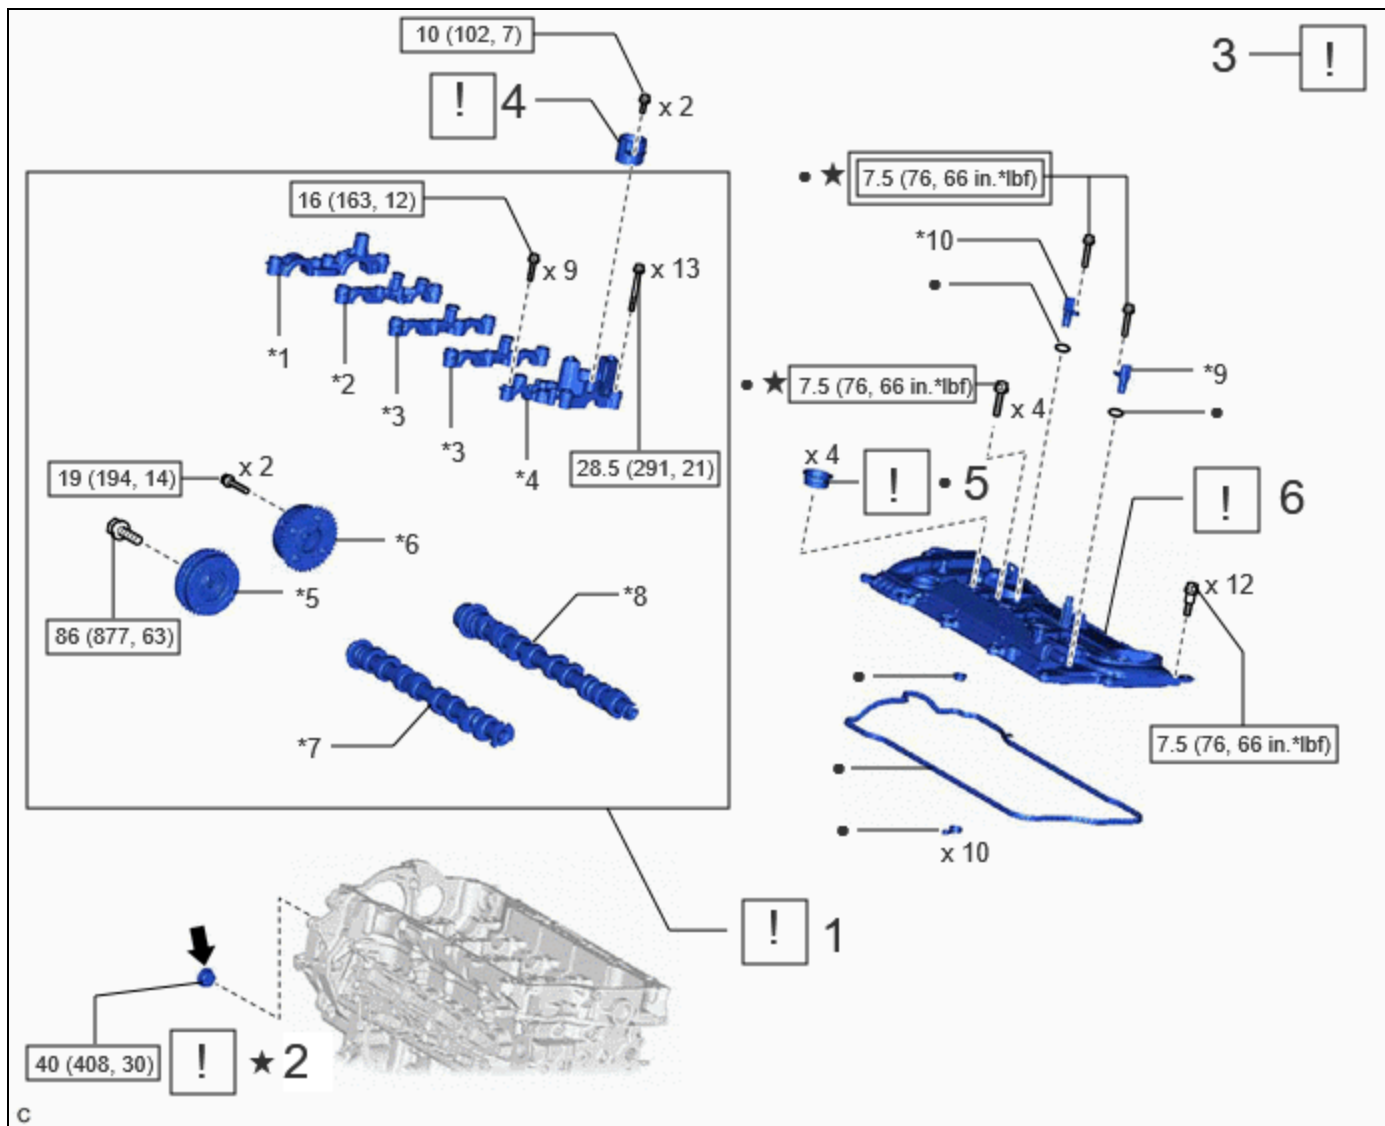 10 (102, 7)
3 !
! 4 x 2
● ★ 7.5 (76, 66 in.*lbf)
16 (163, 12)
*10
x 9 x 13
●
*1
*2
*3
*3
*4
28.5 (291, 21)
*9
●
● ★ 7.5 (76, 66 in.*lbf)
x 4
x 4
! ● 5
! 6
19 (194, 14) x 2
*6
*5
86 (877, 63)
*8
*7
x 12
●
7.5 (76, 66 in.*lbf)
●
●
x 10
! 1
40 (408, 30) ! ★ 2
C